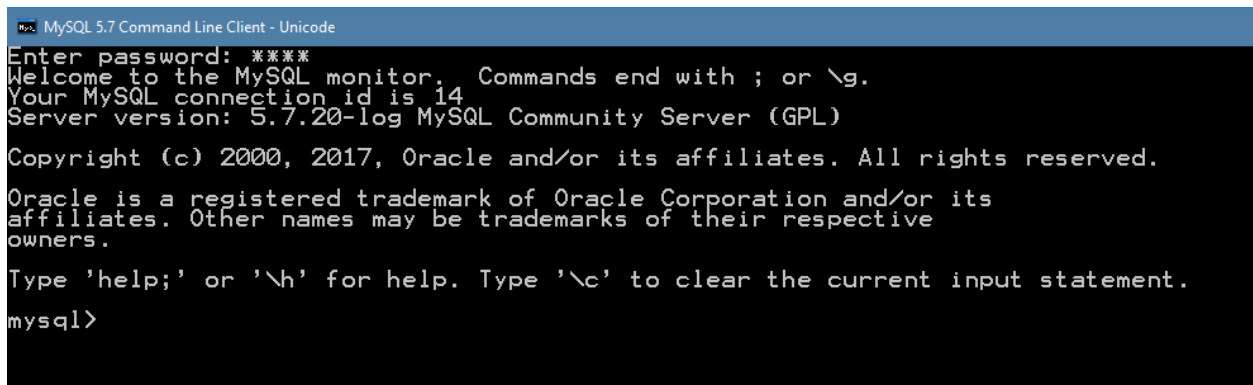 MySQL 5.7 Command Line Client - Unicode
Enter password: ****
Welcome to the MySQL monitor.  Commands end with ; or \g.
Your MySQL connection id is 14
Server version: 5.7.20-log MySQL Community Server (GPL)
Copyright (c) 2000, 2017, Oracle and/or its affiliates. All rights reserved.
Oracle is a registered trademark of Oracle Corporation and/or its
affiliates. Other names may be trademarks of their respective
owners.
Type 'help;' or '\h' for help. Type '\c' to clear the current input statement.
mysql>